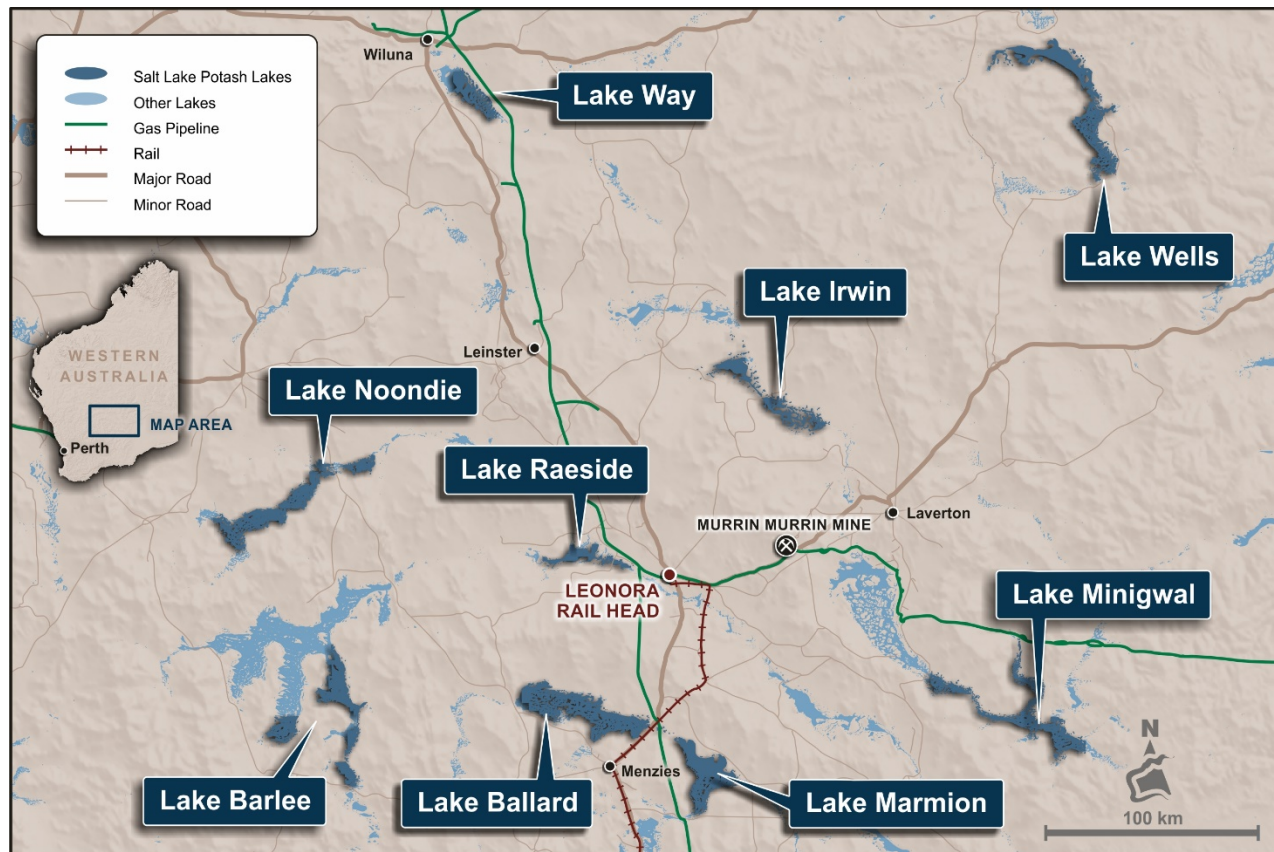 Salt Lake Potash Lakes
Other Lakes
Gas Pipeline
Rail
Major Road
Minor Road
Wiluna
Lake Way
Lake Wells
Lake Irwin
Leinster
WESTERN
AUSTRALIA
MAP AREA
Perth
Lake Noondie
Lake Raeside
MURRIN MURRIN MINE
Laverton
LEONORA
RAIL HEAD
Lake Minigwal
Lake Barlee
Lake Ballard
Menzies
Lake Marmion
N
100 km